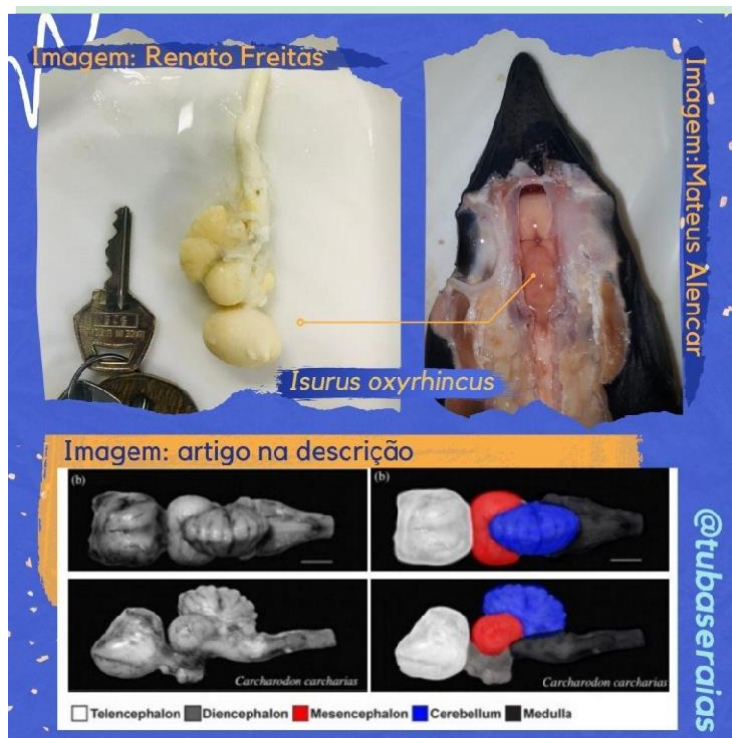 Imagem: Renato Freitas
Imagem:Mateus Alencar
Isurus oxyrhincus
Imagem: artigo na descrição
(b)
(b)
Carcharodon carcharias
Carcharodon carcharias
Telencephalon Diencephalon Mesencephalon Cerebellum Medulla
@tubaseraias